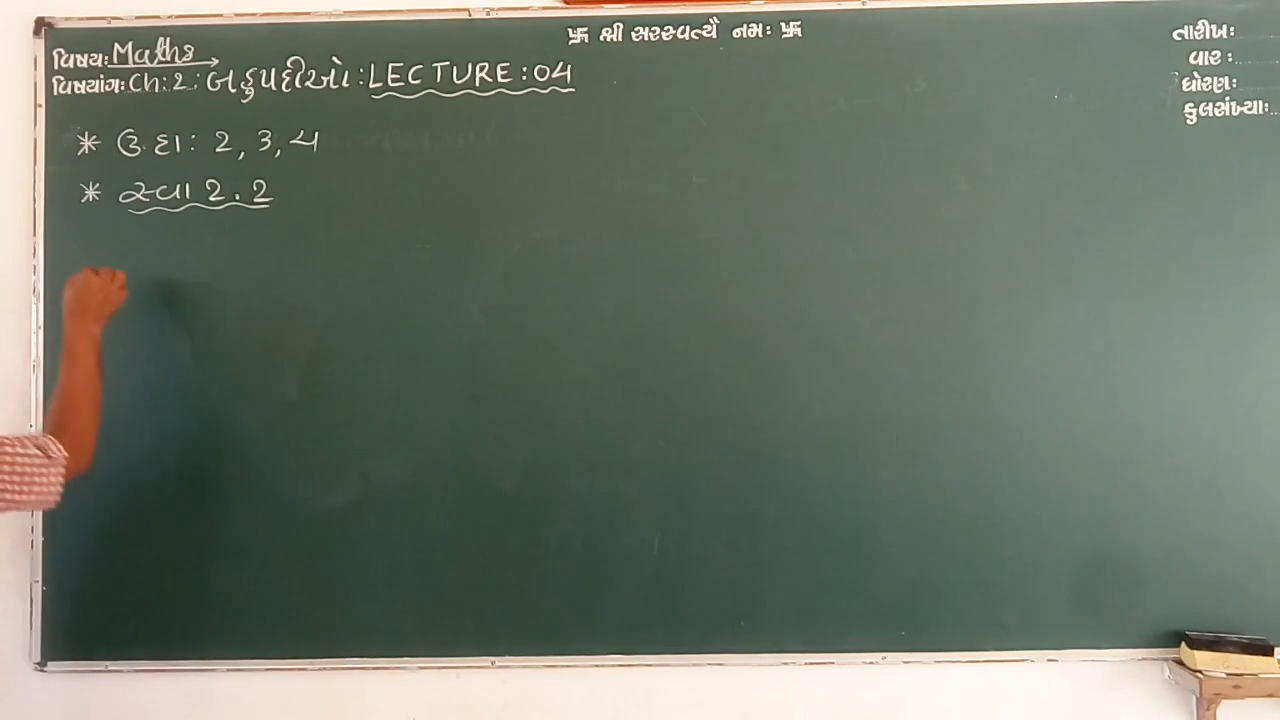 卐 શ્રી સરસ્વત્યૈ નમઃ 卐
વિષયઃ Maths
વિષયાંગઃ Ch:2: બહુપદીઓ : LECTURE:04
* ઉદા: 2, 3, 4
* સ્વા 2.2
તારીખઃ
વાર :
ધોરણઃ
કુલસંખ્યાઃ